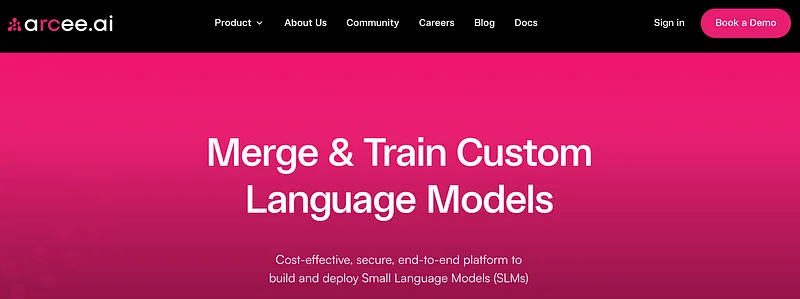 arcee.ai Product About Us Community Careers Blog Docs Sign in Book a Demo
Merge & Train Custom
Language Models
Cost-effective, secure, end-to-end platform to
build and deploy Small Language Models (SLMs)